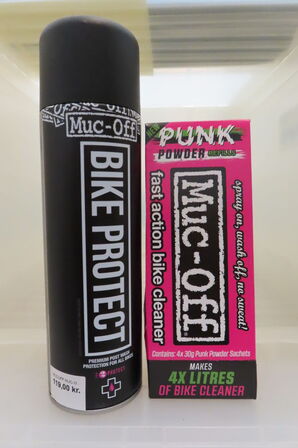 Muc-Off
BIKE PROTECT
PREMIUM POST WASH
PROTECTION FOR ALL BIKES
119,00 kr.
PUNK
POWDER REFILLS
Muc-Off
fast action bike cleaner
spray on, wash off, no sweat!
Contains: 4x30g Punk Powder Sachets
MAKES
4X LITRES
OF BIKE CLEANER